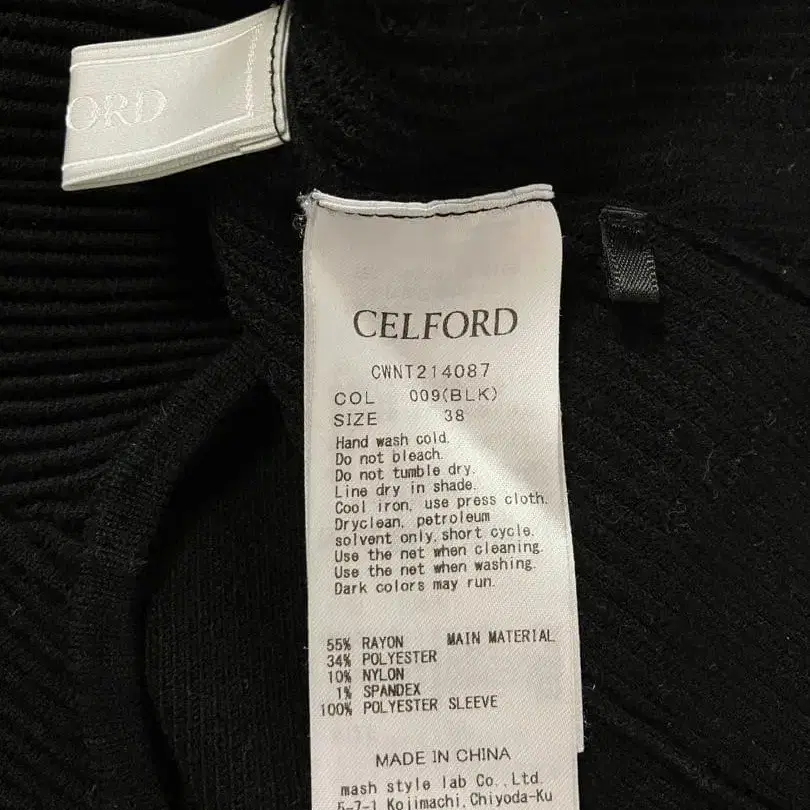 ORD
CELFORD
CWNT214087
COL 009(BLK)
SIZE 38
Hand wash cold.
Do not bleach.
Do not tumble dry.
Line dry in shade.
Cool iron, use press cloth.
Dryclean, petroleum
solvent only, short cycle.
Use the net when cleaning.
Use the net when washing.
Dark colors may run.
55% RAYON MAIN MATERIAL
34% POLYESTER
10% NYLON
1% SPANDEX
100% POLYESTER SLEEVE
MADE IN CHINA
mash style lab Co., Ltd.
5-7-1 Kojimachi, Chiyoda-Ku